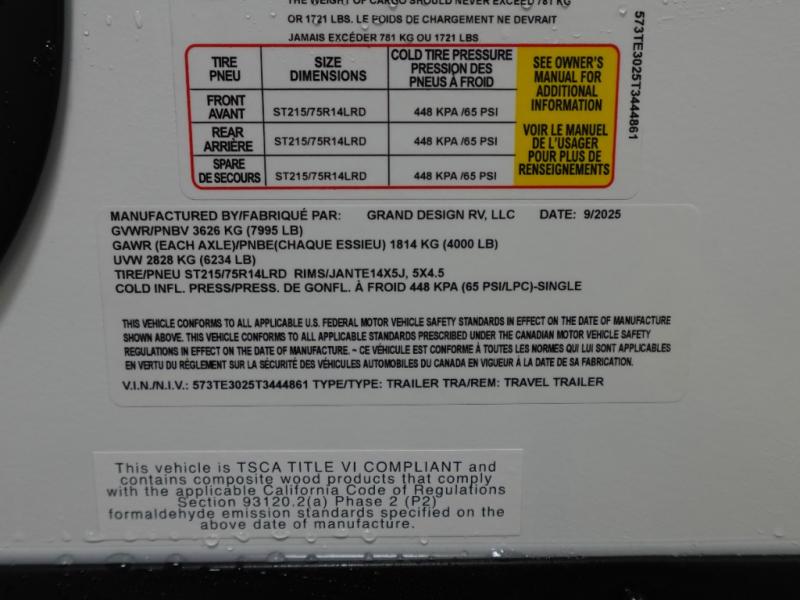 THE WEIGHT OF CARGO SHOULD NEVER EXCEED 781 KG
OR 1721 LBS. LE POIDS DE CHARGEMENT NE DEVRAIT
JAMAIS EXCÉDER 781 KG OU 1721 LBS
TIRE PNEU SIZE DIMENSIONS COLD TIRE PRESSURE PRESSION DES PNEUS À FROID
FRONT AVANT ST215/75R14LRD 448 KPA /65 PSI
REAR ARRIÈRE ST215/75R14LRD 448 KPA /65 PSI
SPARE DE SECOURS ST215/75R14LRD 448 KPA /65 PSI
SEE OWNER'S
MANUAL FOR
ADDITIONAL
INFORMATION
VOIR LE MANUEL
DE L'USAGER
POUR PLUS DE
RENSEIGNEMENTS
573TE3025T3444861
MANUFACTURED BY/FABRIQUÉ PAR: GRAND DESIGN RV, LLC DATE: 9/2025
GVWR/PNBV 3626 KG (7995 LB)
GAWR (EACH AXLE)/PNBE(CHAQUE ESSIEU) 1814 KG (4000 LB)
UVW 2828 KG (6234 LB)
TIRE/PNEU ST215/75R14LRD RIMS/JANTE14X5J, 5X4.5
COLD INFL. PRESS/PRESS. DE GONFL. À FROID 448 KPA (65 PSI/LPC)-SINGLE
THIS VEHICLE CONFORMS TO ALL APPLICABLE U.S. FEDERAL MOTOR VEHICLE SAFETY STANDARDS IN EFFECT ON THE DATE OF MANUFACTURE
SHOWN ABOVE. THIS VEHICLE CONFORMS TO ALL APPLICABLE STANDARDS PRESCRIBED UNDER THE CANADIAN MOTOR VEHICLE SAFETY
REGULATIONS IN EFFECT ON THE DATE OF MANUFACTURE. ~ CE VÉHICULE EST CONFORME À TOUTES LES NORMES QUI LUI SONT APPLICABLES
EN VERTU DU RÉGLEMENT SUR LA SÉCURITÉ DES VÉHICULES AUTOMOBILES DU CANADA EN VIGUEUR À LA DATE DE SA FABRICATION.
V.I.N./N.I.V.: 573TE3025T3444861 TYPE/TYPE: TRAILER TRA/REM: TRAVEL TRAILER
This vehicle is TSCA TITLE VI COMPLIANT and
contains composite wood products that comply
with the applicable California Code of Regulations
Section 93120.2(a) Phase 2 (P2)
formaldehyde emission standards specified on the
above date of manufacture.